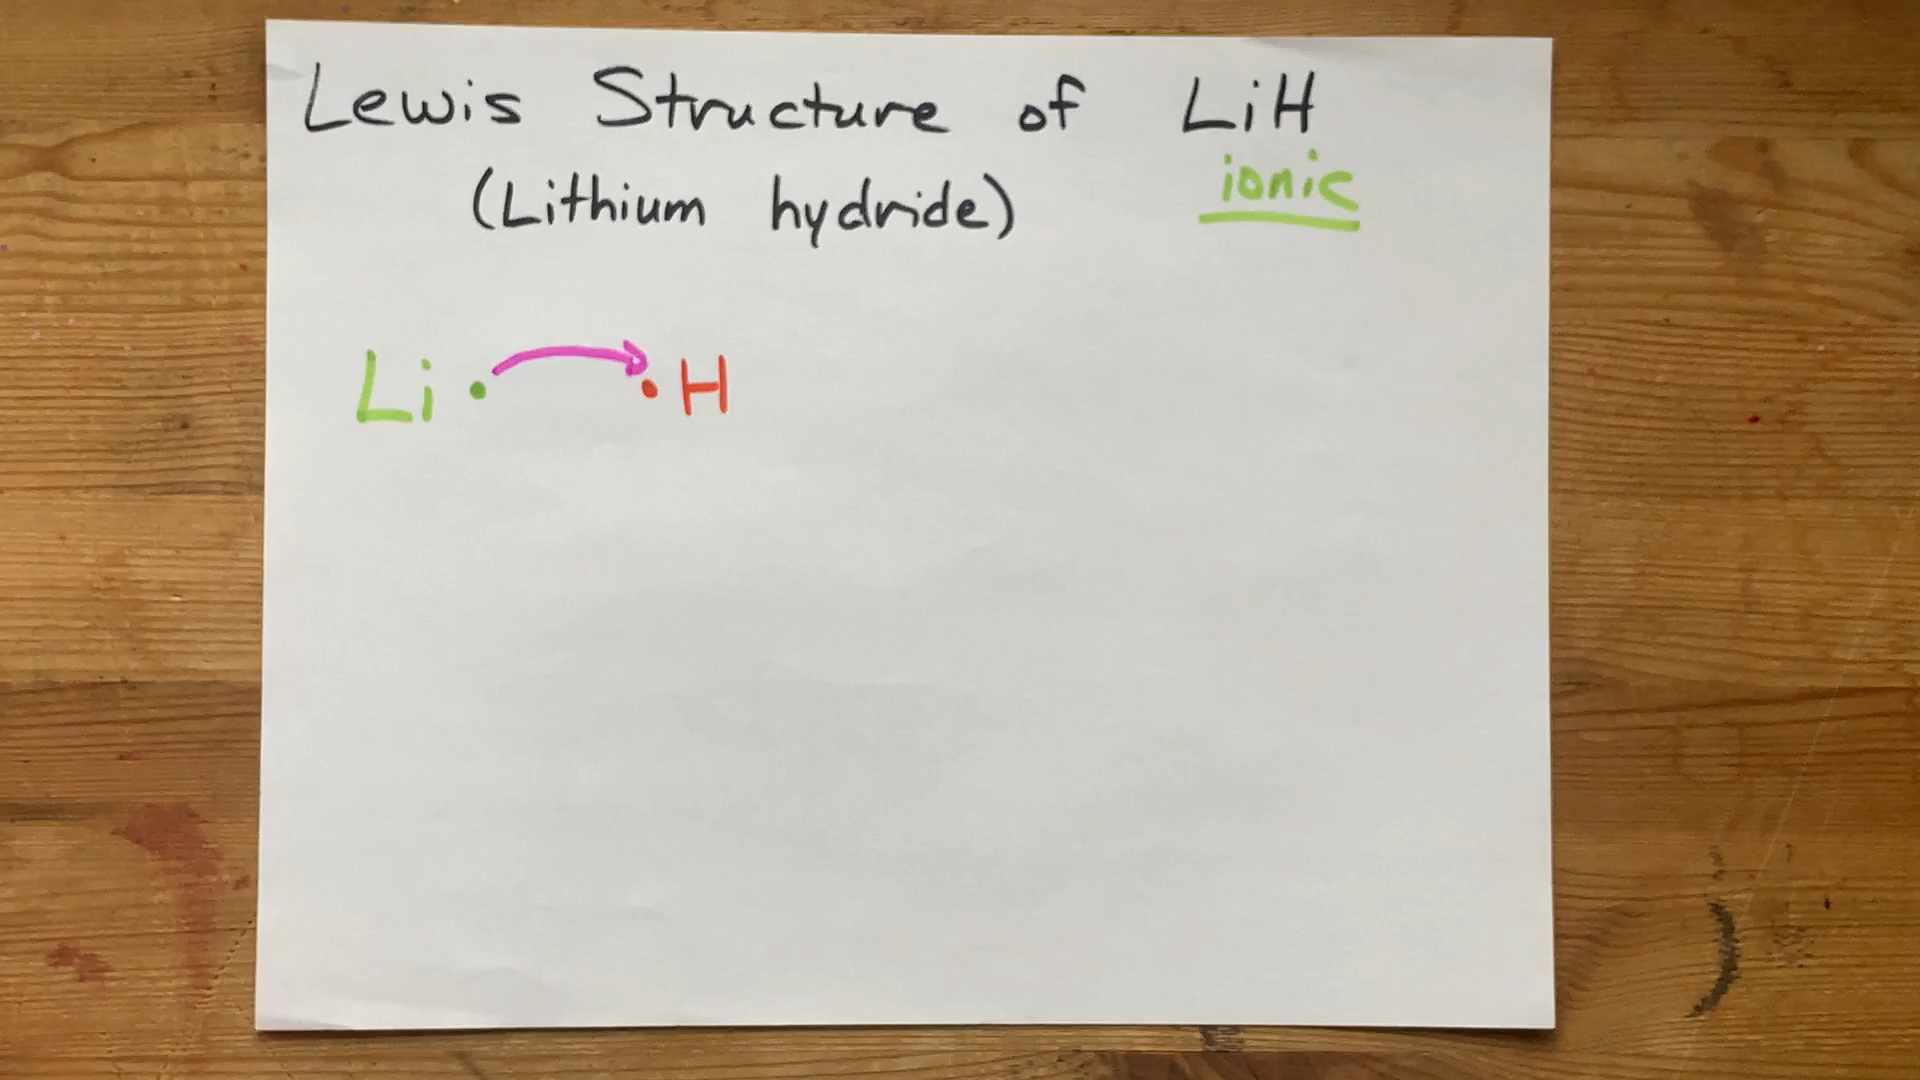 Lewis Structure of LiH
ionic
(Lithium hydride)
Li · · H